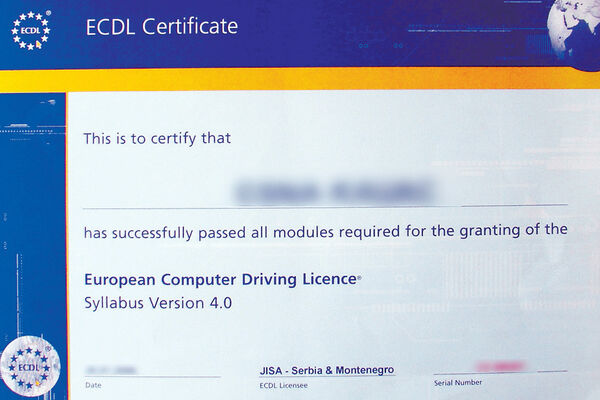 ECDL
®
ECDL Certificate
This is to certify that
has successfully passed all modules required for the granting of the
European Computer Driving Licence®
Syllabus Version 4.0
JISA - Serbia & Montenegro
Date
ECDL Licensee
Serial Number
ECDL